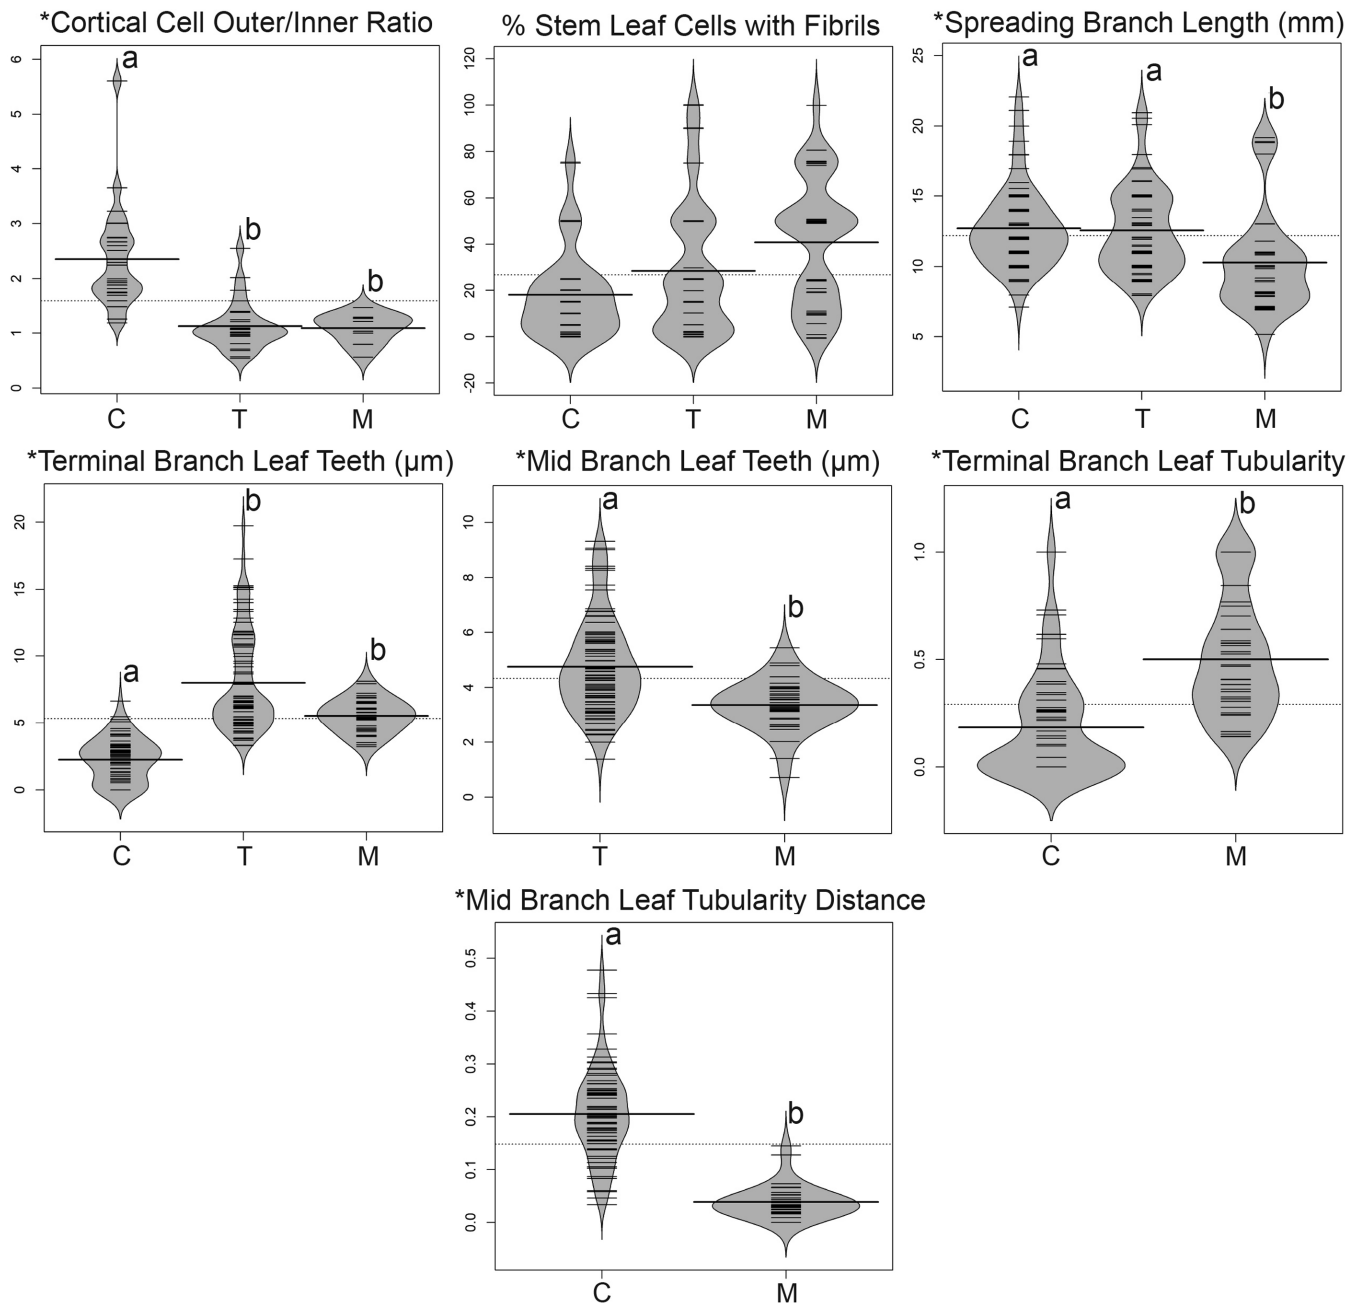 *Cortical Cell Outer/Inner Ratio
6
5
4
3
2
1
0
a
b
b
C T M
% Stem Leaf Cells with Fibrils
120
100
80
60
40
20
0
-20
C T M
*Spreading Branch Length (mm)
25
20
15
10
5
a
a
b
C T M
*Terminal Branch Leaf Teeth (µm)
20
15
10
5
0
a
b
b
C T M
*Mid Branch Leaf Teeth (µm)
10
8
6
4
2
0
a
b
T M
*Terminal Branch Leaf Tubularity
1.0
0.5
0.0
a
b
C M
*Mid Branch Leaf Tubularity Distance
0.5
0.4
0.3
0.2
0.1
0.0
a
b
C M